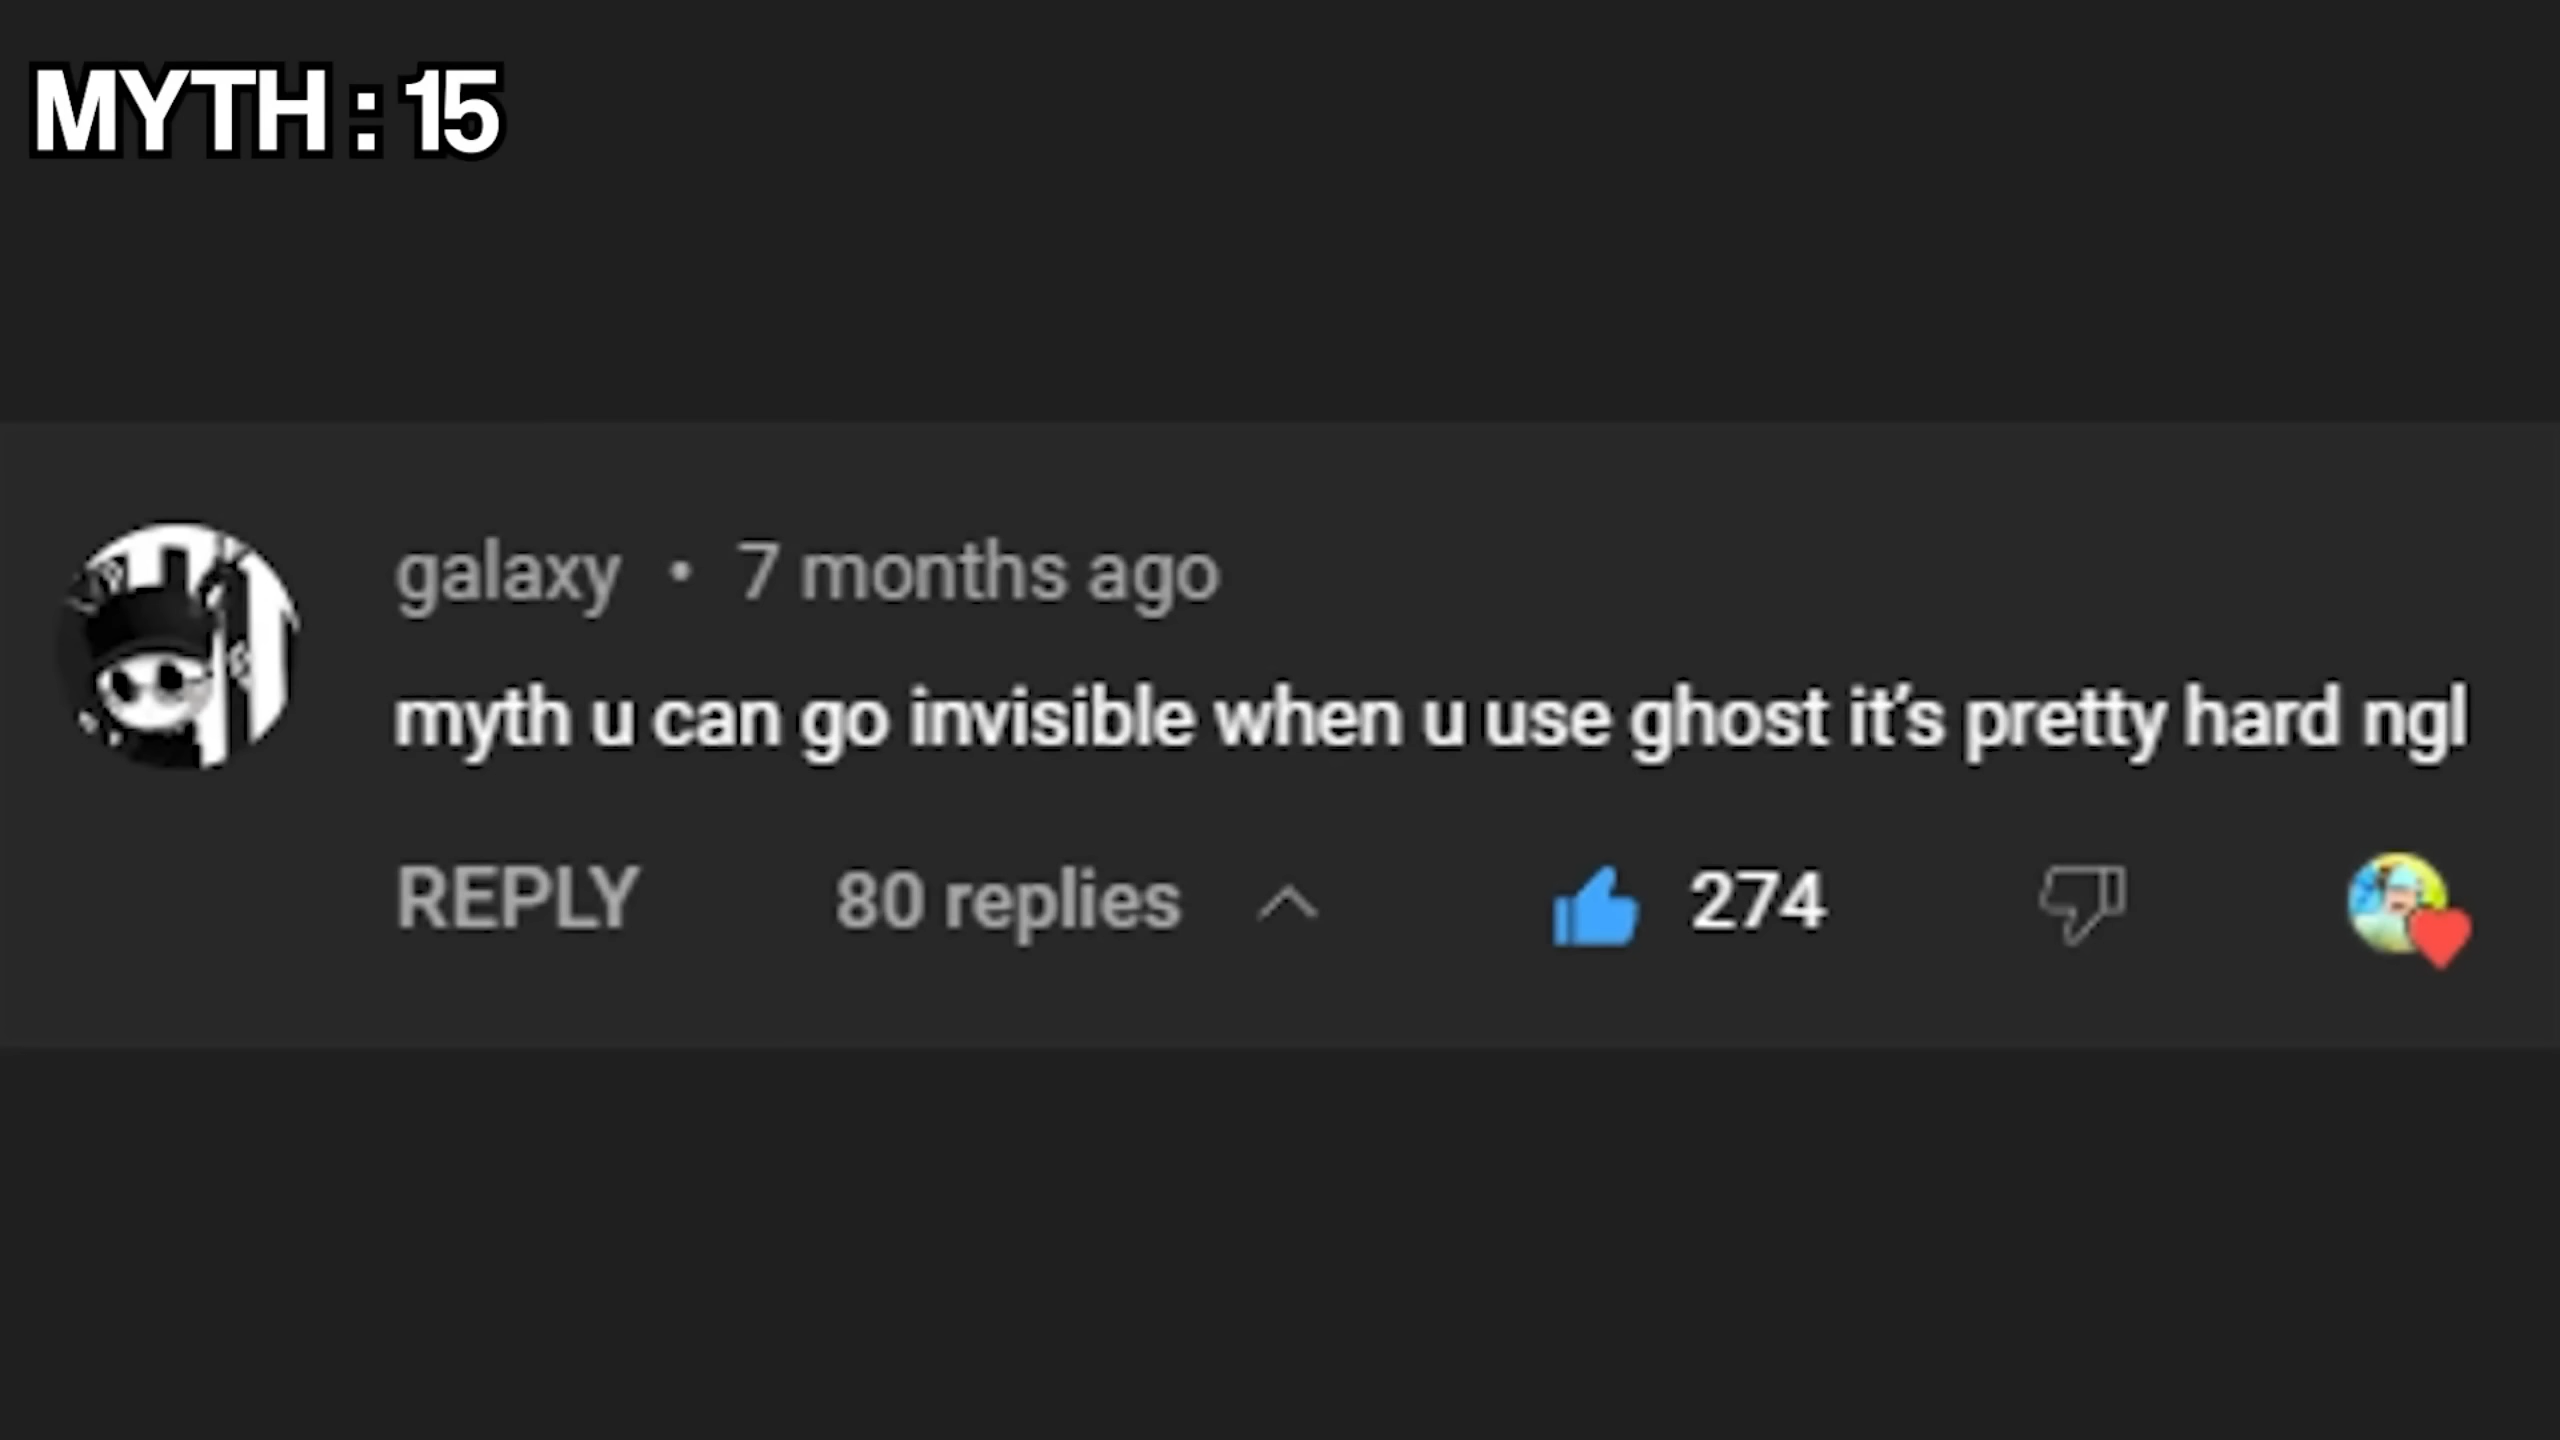 MYTH : 15
galaxy • 7 months ago
myth u can go invisible when u use ghost it's pretty hard ngl
REPLY 80 replies 274